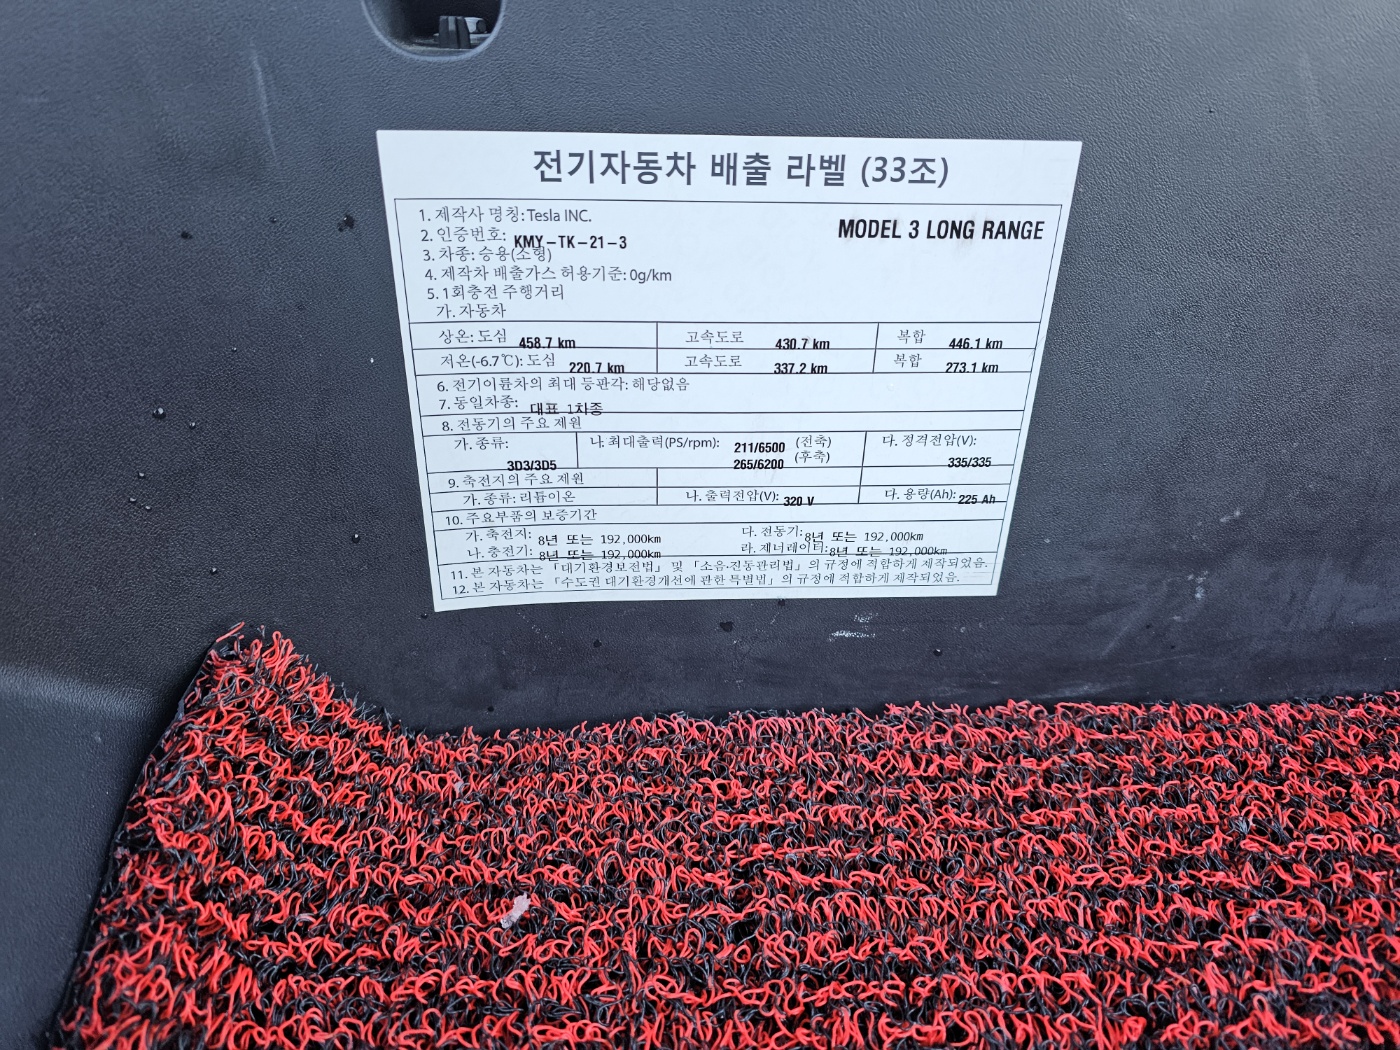 전기자동차 배출 라벨 (33조)
1. 제작사 명칭: Tesla INC.
MODEL 3 LONG RANGE
2. 인증번호: KMY-TK-21-3
3. 차종: 승용(소형)
4. 제작차 배출가스 허용기준: 0g/km
5. 1회충전 주행거리
가. 자동차
상온: 도심 458.7 km 고속도로 430.7 km 복합 446.1 km
저온(-6.7℃): 도심 220.7 km 고속도로 337.2 km 복합 273.1 km
6. 전기이륜차의 최대 등판각: 해당없음
7. 동일차종: 대표 1차종
8. 전동기의 주요 제원
가. 종류: 나. 최대출력(PS/rpm): 211/6500 (전축) 다. 정격전압(V):
3D3/3D5 265/6200 (후축) 335/335
9. 축전지의 주요 제원
가. 종류: 리튬이온 나. 출력전압(V): 320 V 다. 용량(Ah): 225 Ah
10. 주요부품의 보증기간
가. 축전지: 8년 또는 192,000km 다. 전동기: 8년 또는 192,000km
나. 충전기: 8년 또는 192,000km 라. 제너레이터: 8년 또는 192,000km
11. 본 자동차는 「대기환경보전법」 및 「소음·진동관리법」의 규정에 적합하게 제작되었음.
12. 본 자동차는 「수도권 대기환경개선에 관한 특별법」의 규정에 적합하게 제작되었음.